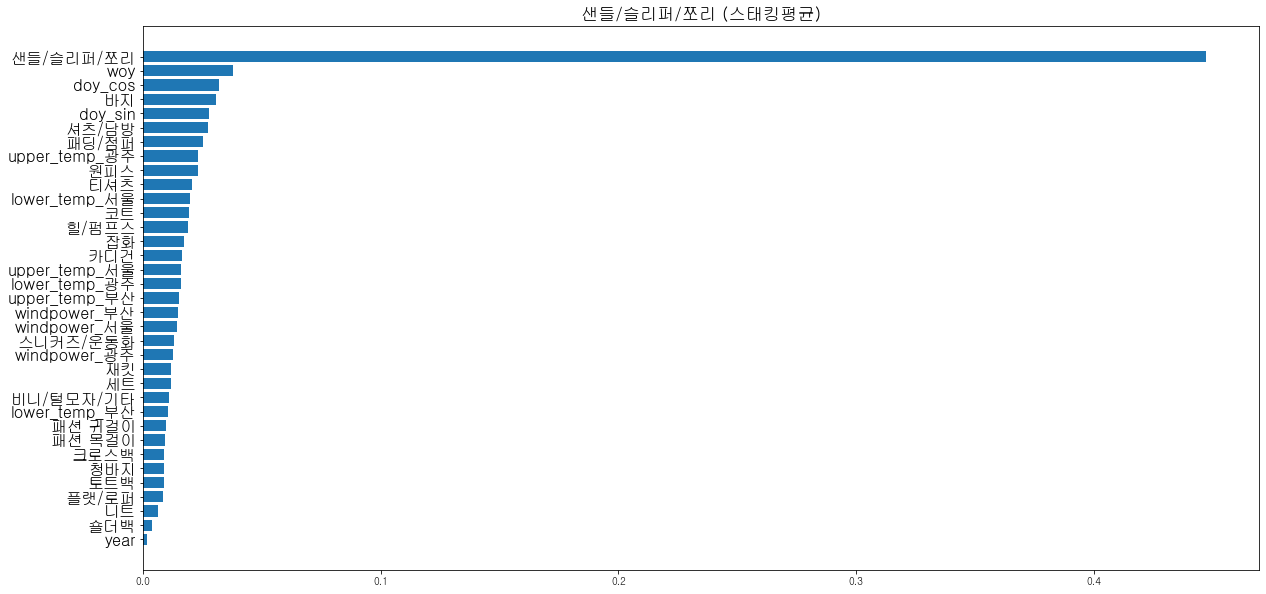 샌들/슬리퍼/쪼리 (스태킹평균)
샌들/슬리퍼/쪼리
woy
doy_cos
바지
doy_sin
셔츠/남방
패딩/점퍼
upper_temp_광주
원피스
티셔츠
lower_temp_서울
코트
힐/펌프스
잡화
카디건
upper_temp_서울
lower_temp_광주
upper_temp_부산
windpower_부산
windpower_서울
스니커즈/운동화
windpower_광주
재킷
세트
비니/털모자/기타
lower_temp_부산
패션 귀걸이
패션 목걸이
크로스백
청바지
토트백
플랫/로퍼
니트
숄더백
year
0.0 0.1 0.2 0.3 0.4